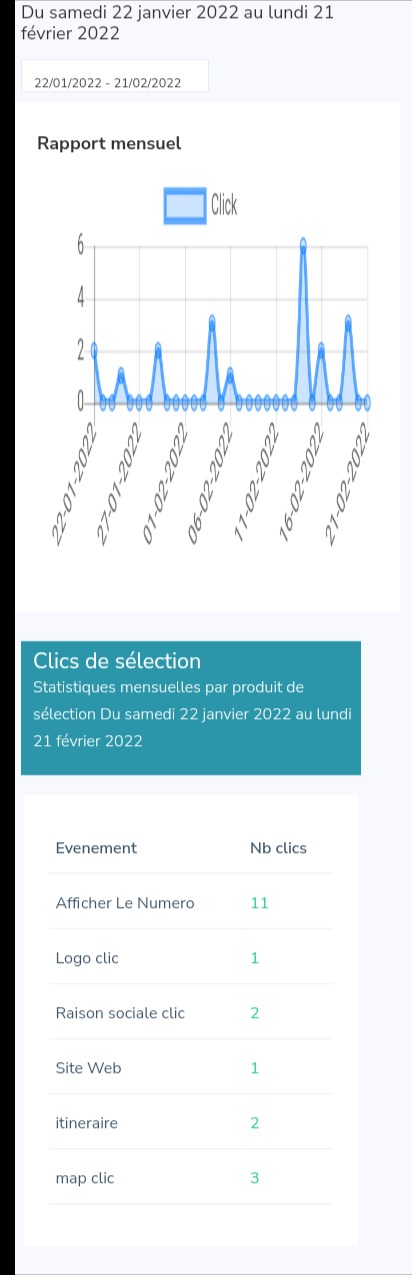 Du samedi 22 janvier 2022 au lundi 21
février 2022
22/01/2022 - 21/02/2022
Rapport mensuel
Click
6
4
2
0
22-01-2022
27-01-2022
01-02-2022
06-02-2022
11-02-2022
16-02-2022
21-02-2022
Clics de sélection
Statistiques mensuelles par produit de
sélection Du samedi 22 janvier 2022 au lundi
21 février 2022
Evenement Nb clics
Afficher Le Numero 11
Logo clic 1
Raison sociale clic 2
Site Web 1
itineraire 2
map clic 3